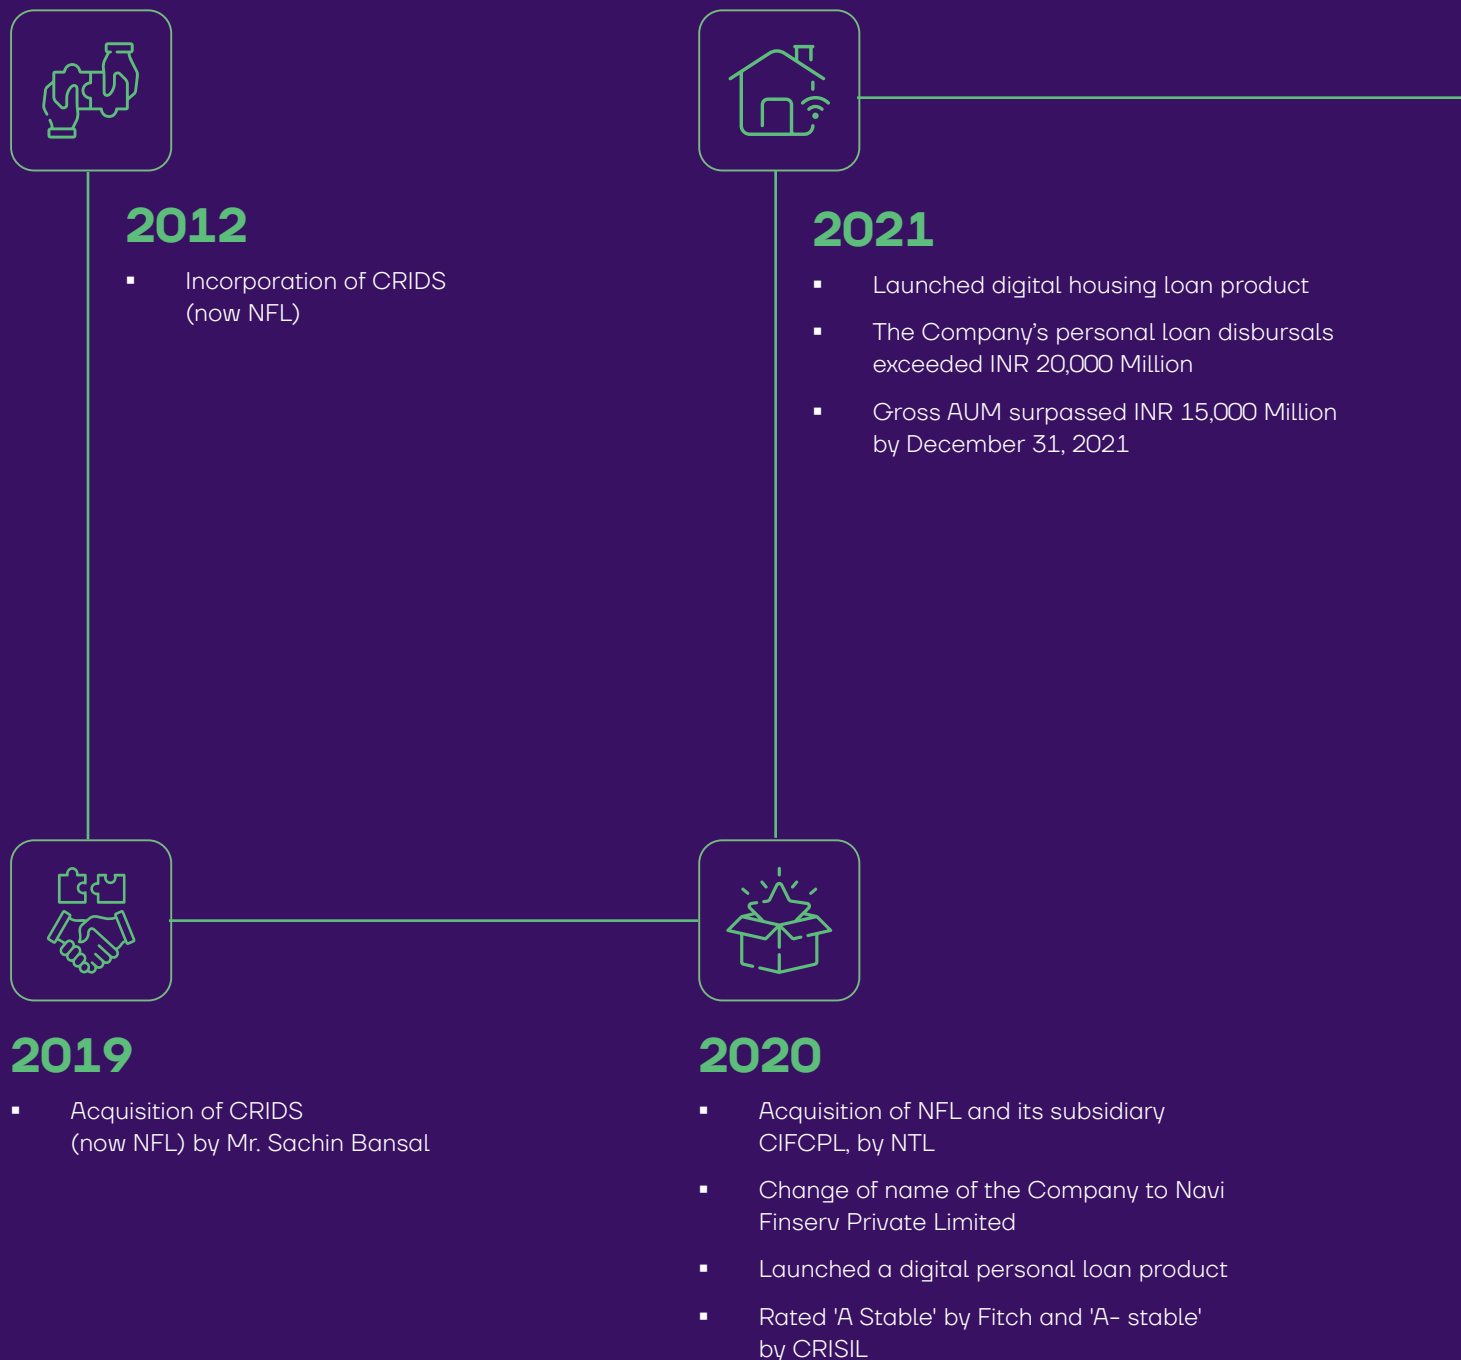 2012
▪ Incorporation of CRIDS
(now NFL)
2019
▪ Acquisition of CRIDS
(now NFL) by Mr. Sachin Bansal
2020
▪ Acquisition of NFL and its subsidiary
CIFCPL, by NTL
▪ Change of name of the Company to Navi
Finserv Private Limited
▪ Launched a digital personal loan product
▪ Rated 'A Stable' by Fitch and 'A- stable'
by CRISIL
2021
▪ Launched digital housing loan product
▪ The Company’s personal loan disbursals
exceeded INR 20,000 Million
▪ Gross AUM surpassed INR 15,000 Million
by December 31, 2021